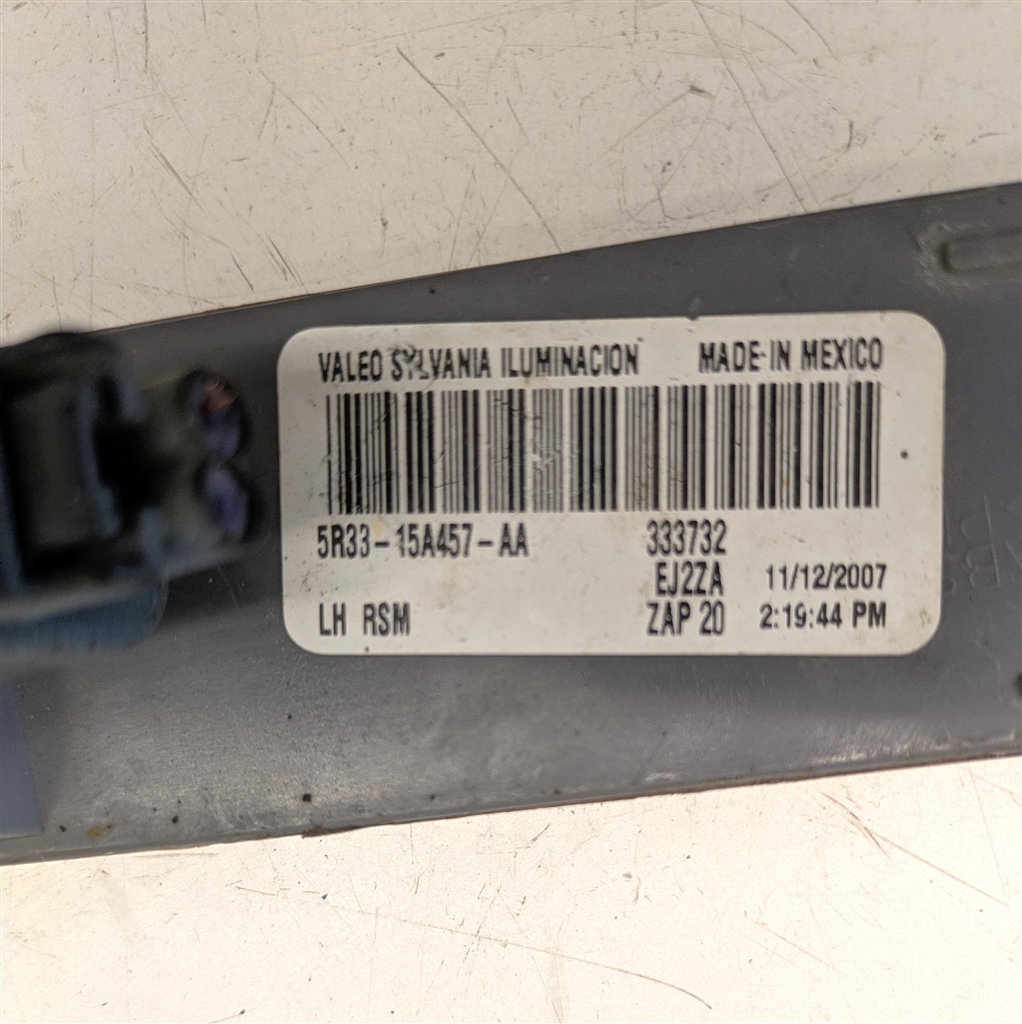 VALEO SYLVANIA ILUMINACION MADE-IN MEXICO
5R33-15A457-AA 333732
EJ2ZA 11/12/2007
LH RSM ZAP 20 2:19:44 PM